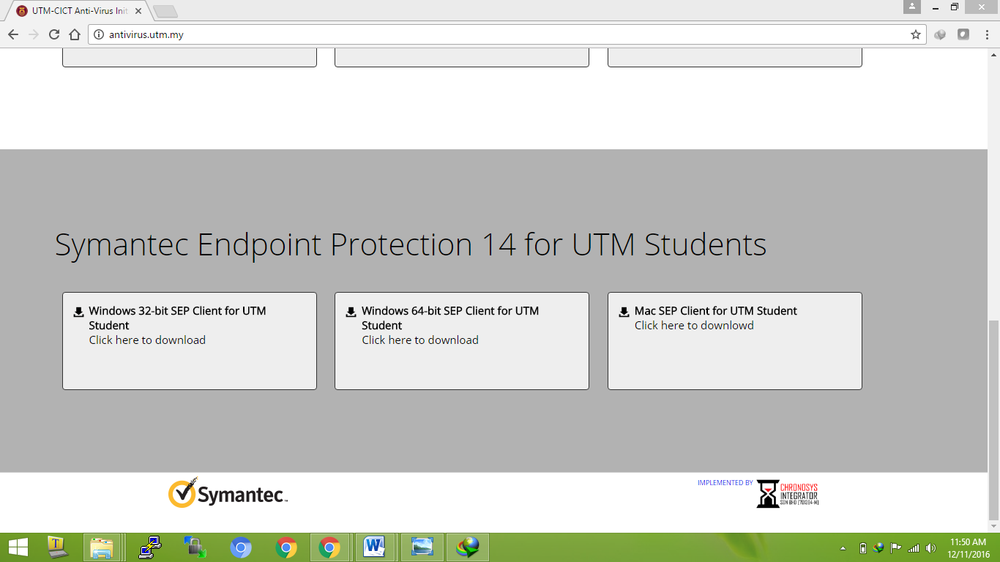 UTM-CICT Anti-Virus Init
antivirus.utm.my
Symantec Endpoint Protection 14 for UTM Students
Windows 32-bit SEP Client for UTM
Student
Click here to download
Windows 64-bit SEP Client for UTM
Student
Click here to download
Mac SEP Client for UTM Student
Click here to downlowd
Symantec™
IMPLEMENTED BY
CHRONOSYS
INTEGRATOR
SDN BHD (701394-M)
T
W
11:50 AM
12/11/2016